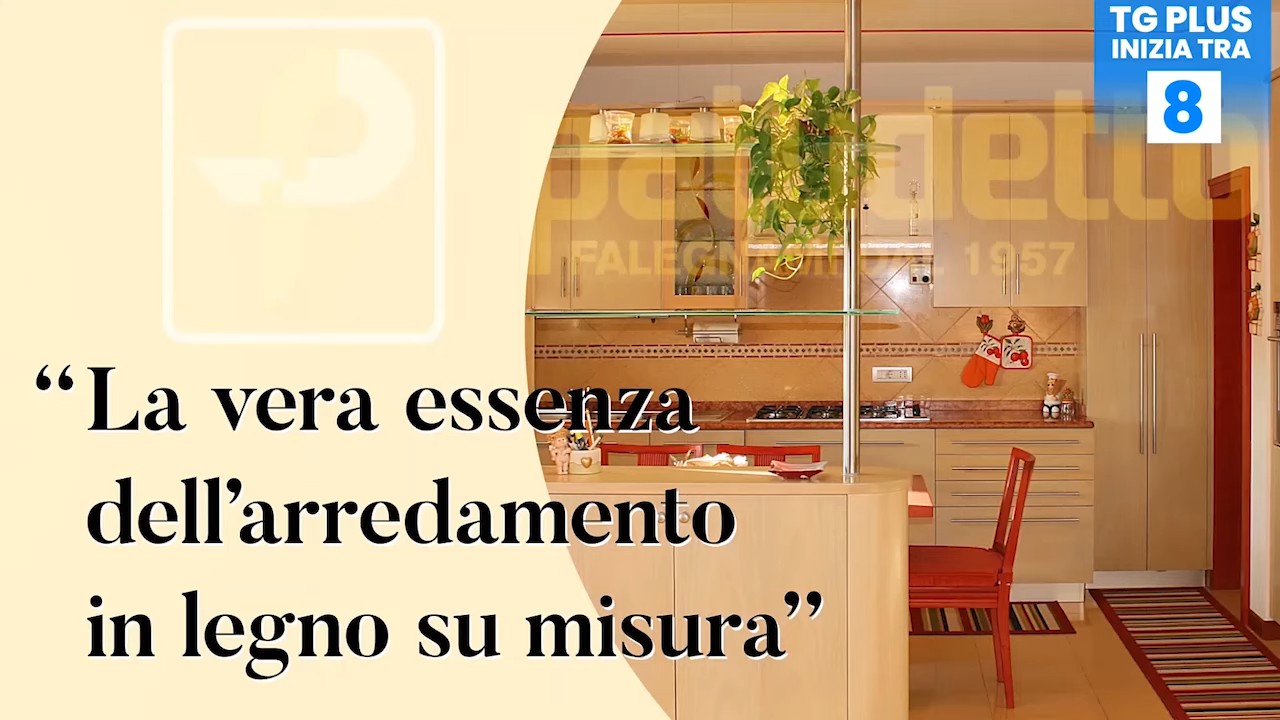 TG PLUS
INIZIA TRA
8
FALEGNAMI DAL 1957
“La vera essenza
dell’arredamento
in legno su misura”